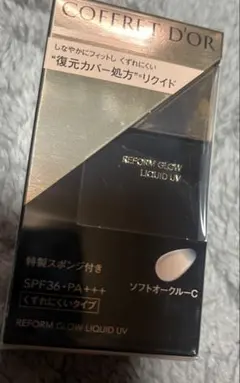 COFFRET D'OR
しなやかにフィットし くずれにくい
"復元カバー処方"リクイド
REFORM GLOW
LIQUID UV
特製スポンジ付き
ソフトオークルーC
SPF36・PA+++
くずれにくいタイプ
REFORM GLOW LIQUID UV